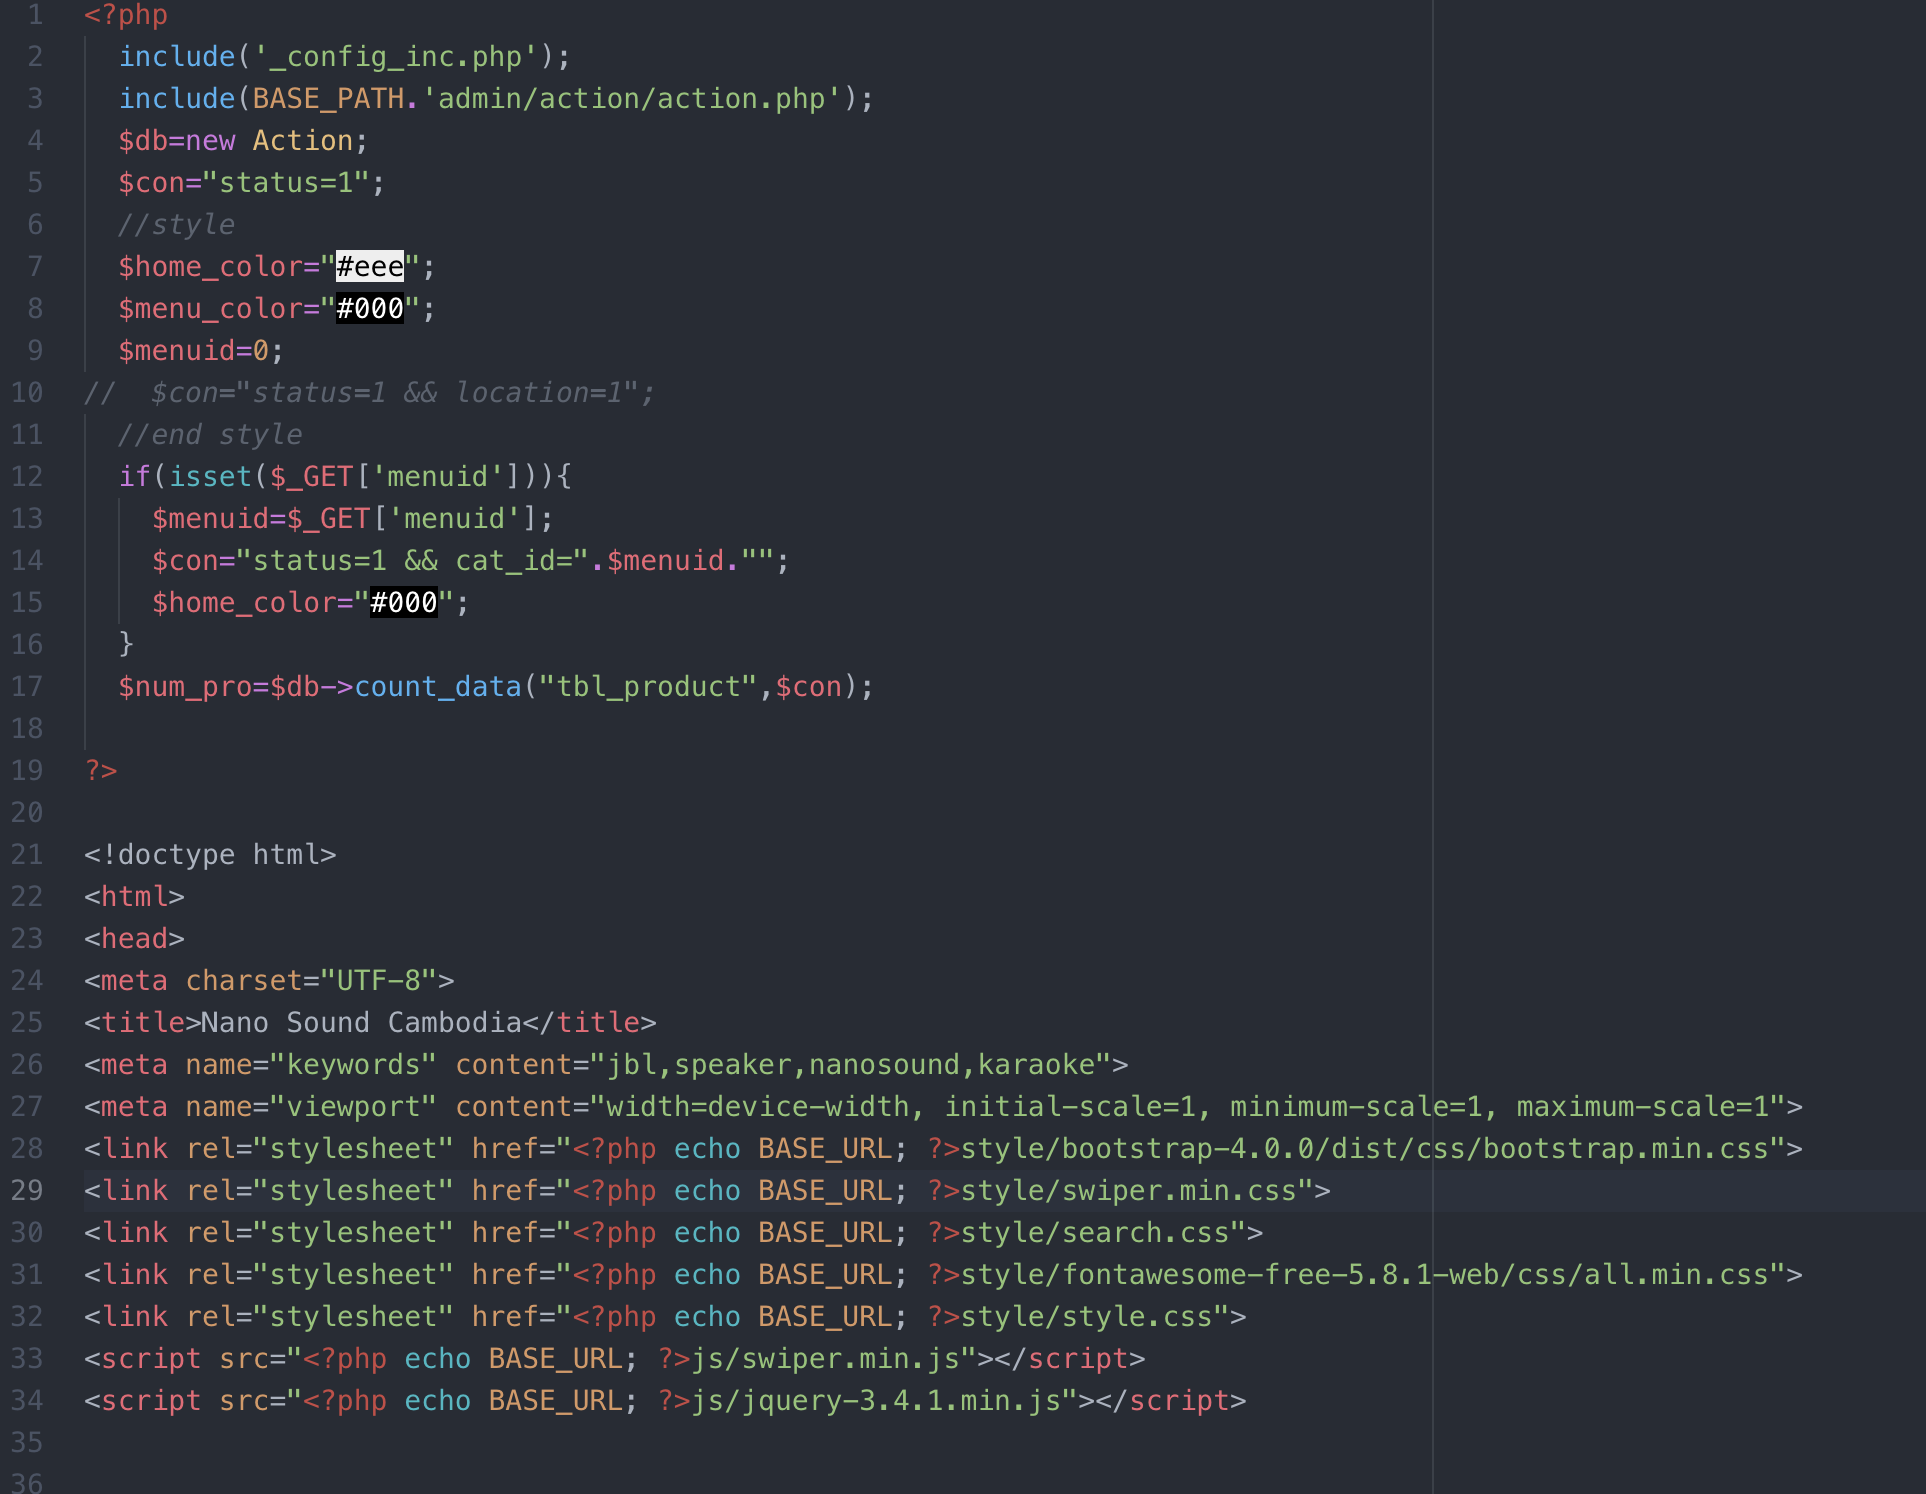 1 <?php
2 include('_config_inc.php');
3 include(BASE_PATH.'admin/action/action.php');
4 $db=new Action;
5 $con="status=1";
6 //style
7 $home_color="#eee";
8 $menu_color="#000";
9 $menuid=0;
10 //  $con="status=1 && location=1";
11 //end style
12 if(isset($_GET['menuid'])){
13 $menuid=$_GET['menuid'];
14 $con="status=1 && cat_id=".$menuid."";
15 $home_color="#000";
16 }
17 $num_pro=$db->count_data("tbl_product",$con);
18
19 ?>
20
21 <!doctype html>
22 <html>
23 <head>
24 <meta charset="UTF-8">
25 <title>Nano Sound Cambodia</title>
26 <meta name="keywords" content="jbl,speaker,nanosound,karaoke">
27 <meta name="viewport" content="width=device-width, initial-scale=1, minimum-scale=1, maximum-scale=1">
28 <link rel="stylesheet" href="<?php echo BASE_URL; ?>style/bootstrap-4.0.0/dist/css/bootstrap.min.css">
29 <link rel="stylesheet" href="<?php echo BASE_URL; ?>style/swiper.min.css">
30 <link rel="stylesheet" href="<?php echo BASE_URL; ?>style/search.css">
31 <link rel="stylesheet" href="<?php echo BASE_URL; ?>style/fontawesome-free-5.8.1-web/css/all.min.css">
32 <link rel="stylesheet" href="<?php echo BASE_URL; ?>style/style.css">
33 <script src="<?php echo BASE_URL; ?>js/swiper.min.js"></script>
34 <script src="<?php echo BASE_URL; ?>js/jquery-3.4.1.min.js"></script>
35
36